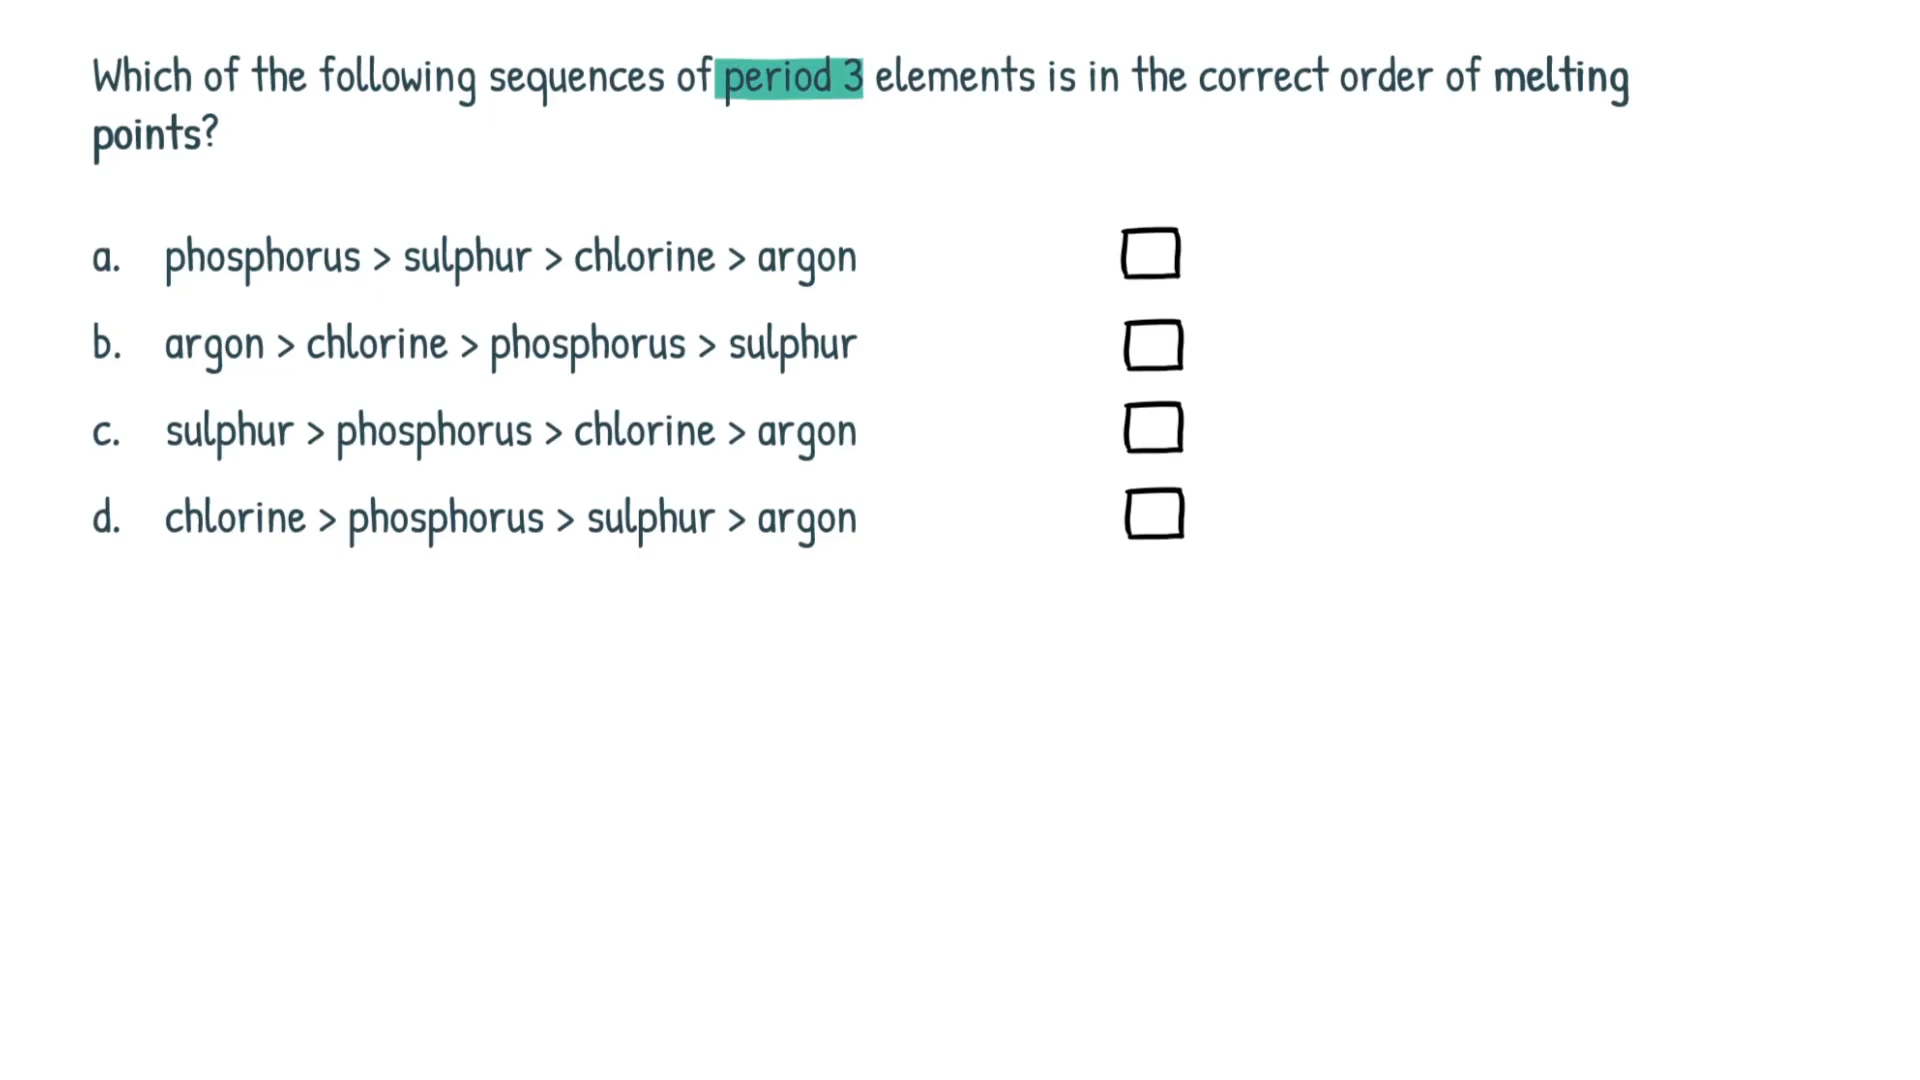 Which of the following sequences of period 3 elements is in the correct order of melting
points?
a. phosphorus > sulphur > chlorine > argon
b. argon > chlorine > phosphorus > sulphur
c. sulphur > phosphorus > chlorine > argon
d. chlorine > phosphorus > sulphur > argon